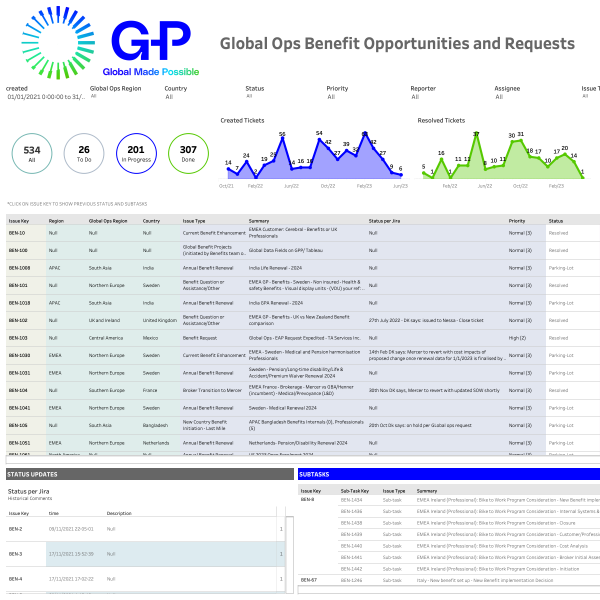 G-P
Global Made Possible
Global Ops Benefit Opportunities and Requests
created
Global Ops Region
Country
Status
Priority
Reporter
Assignee
Issue T
01/01/2021 0:00:00 to 31/..
All
All
All
All
All
All
All
Created Tickets
Resolved Tickets
534
All
26
To Do
201
In Progress
307
Done
14
24
19
56
14 16 16
54
42
27
39
9
6
Oct/21
Feb/22
Jun/22
Oct/22
Feb/23
Jun/23
5
1
16
11 11
37
8 10 11
30 31
18 17
10
17 20
14
1
Feb/22
Jun/22
Oct/22
Feb/23
*CLICK ON ISSUE KEY TO SHOW PREVIOUS STATUS AND SUBTASKS
Issue Key Region Global Ops Region Country Issue Type Summary Status per Jira Priority Status
BEN-10 Null Null Null Current Benefit Enhancement EMEA Customer: Cerebral - Benefits or UK Professionals Null Normal (3) Resolved
BEN-100 Null Null Null Global Benefit Projects (initiated by Benefits team o.. Global Data Fields on GPP/ Tableau Null Normal (3) Resolved
BEN-1008 APAC South Asia India Annual Benefit Renewal India Life Renewal - 2024 Null Normal (3) Parking-Lot
BEN-101 Null Northern Europe Sweden Benefit Question or Assistance/Other EMEA GP - Benefits - Sweden - Non insured - Health & safety Benefits - Visual display units - (VDU) your ref.. Null Normal (3) Resolved
BEN-1018 APAC South Asia India Annual Benefit Renewal India GPA Renewal - 2024 Null Normal (3) Parking-Lot
BEN-102 Null UK and Ireland United Kingdom Benefit Question or Assistance/Other EMEA GP - Benefits - UK vs New Zealand Benefit comparison 27th July 2022 - DK says: issued to Nessa - Close ticket Normal (3) Resolved
BEN-103 Null Central America Mexico Benefit Request Global Ops - EAP Request Expedited - TA Services Inc. Null High (2) Resolved
BEN-1030 EMEA Northern Europe Sweden Current Benefit Enhancement EMEA - Sweden - Medical and Pension harmonisation Professionals 14th Feb 24 says: Mercer to revert with cost impacts of proposed change once renewal data for 1/1/2023 is finalised by .. Normal (3) Parking-Lot
BEN-1031 EMEA Northern Europe Sweden Annual Benefit Renewal Sweden - Pension/Long-time disability/Life & Accident/Premium Waiver Renewal 2024 Null Normal (3) Parking-Lot
BEN-104 Null Southern Europe France Broker Transition to Mercer EMEA France - Brokerage - Mercer vs GBA/Henner (incumbent) - Medical/Prevoyance (L&D) 30th Nov DK says, Mercer to revert with updated SOW shortly Normal (3) Resolved
BEN-1041 EMEA Northern Europe Sweden Annual Benefit Renewal Sweden - Medical Renewal 2024 Null Normal (3) Parking-Lot
BEN-105 Null South Asia Bangladesh New Country Benefit Initiation - Last Mile APAC Bangladesh Benefits Internals (0), Professionals (5) 20th Oct DK says: on hold per Global ops request Normal (3) Parking-Lot
BEN-1051 EMEA Northern Europe Netherlands Annual Benefit Renewal Netherlands- Pension/Disability Renewal 2024 Null Normal (3) Parking-Lot
STATUS UPDATES
Status per Jira
Historical Comments
Issue Key time Description
BEN-2 09/11/2021 22:05:01 Null 1
BEN-3 17/11/2021 15:52:39 Null 1
BEN-4 17/11/2021 17:02:22 Null 1
SUBTASKS
Issue Key Sub-Task Key Issue Type Summary
BEN-9 BEN-1434 Sub-task EMEA Ireland (Professional): Bike to Work Program Consideration - New Benefit Implem
BEN-1436 Sub-task EMEA Ireland (Professional): Bike to Work Program Consideration - Internal Systems &
BEN-1438 Sub-task EMEA Ireland (Professional): Bike to Work Program Consideration - Closure
BEN-1439 Sub-task EMEA Ireland (Professional): Bike to Work Program Consideration - Customer/Professio
BEN-1440 Sub-task EMEA Ireland (Professional): Bike to Work Program Consideration - Cost Analysis
BEN-1441 Sub-task EMEA Ireland (Professional): Bike to Work Program Consideration - Broker Initial Asses
BEN-1442 Sub-task EMEA Ireland (Professional): Bike to Work Program Consideration - Initiation
BEN-67 BEN-1246 Sub-task Italy - New benefit set up - New Benefit Implementation Decision